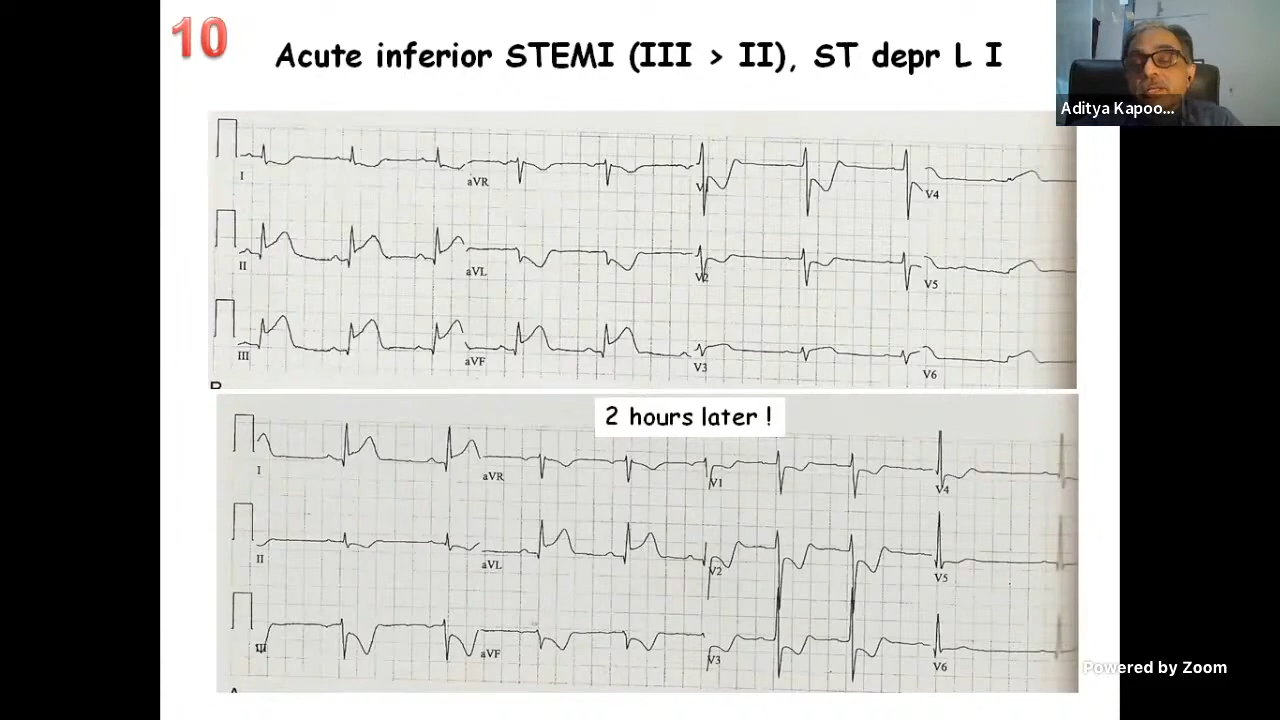 10
Acute inferior STEMI (III > II), ST depr L I
Aditya Kapoo...
I
aVR
V4
II
aVL
V2
V5
III
aVF
V3
V6
2 hours later !
I
aVR
V1
V4
II
aVL
V2
V5
III
aVF
V3
V6
Powered by Zoom